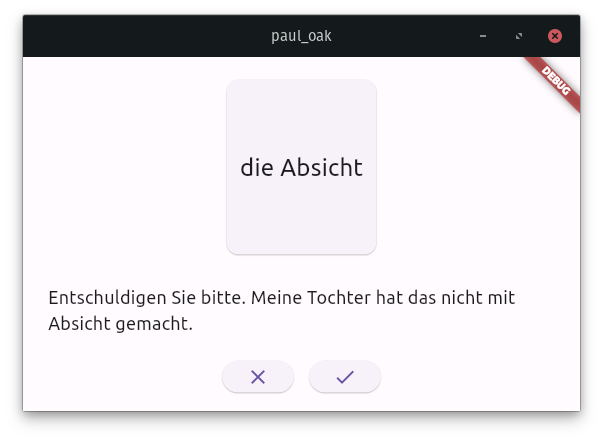 paul_oak
DEBUG
die Absicht
Entschuldigen Sie bitte. Meine Tochter hat das nicht mit
Absicht gemacht.